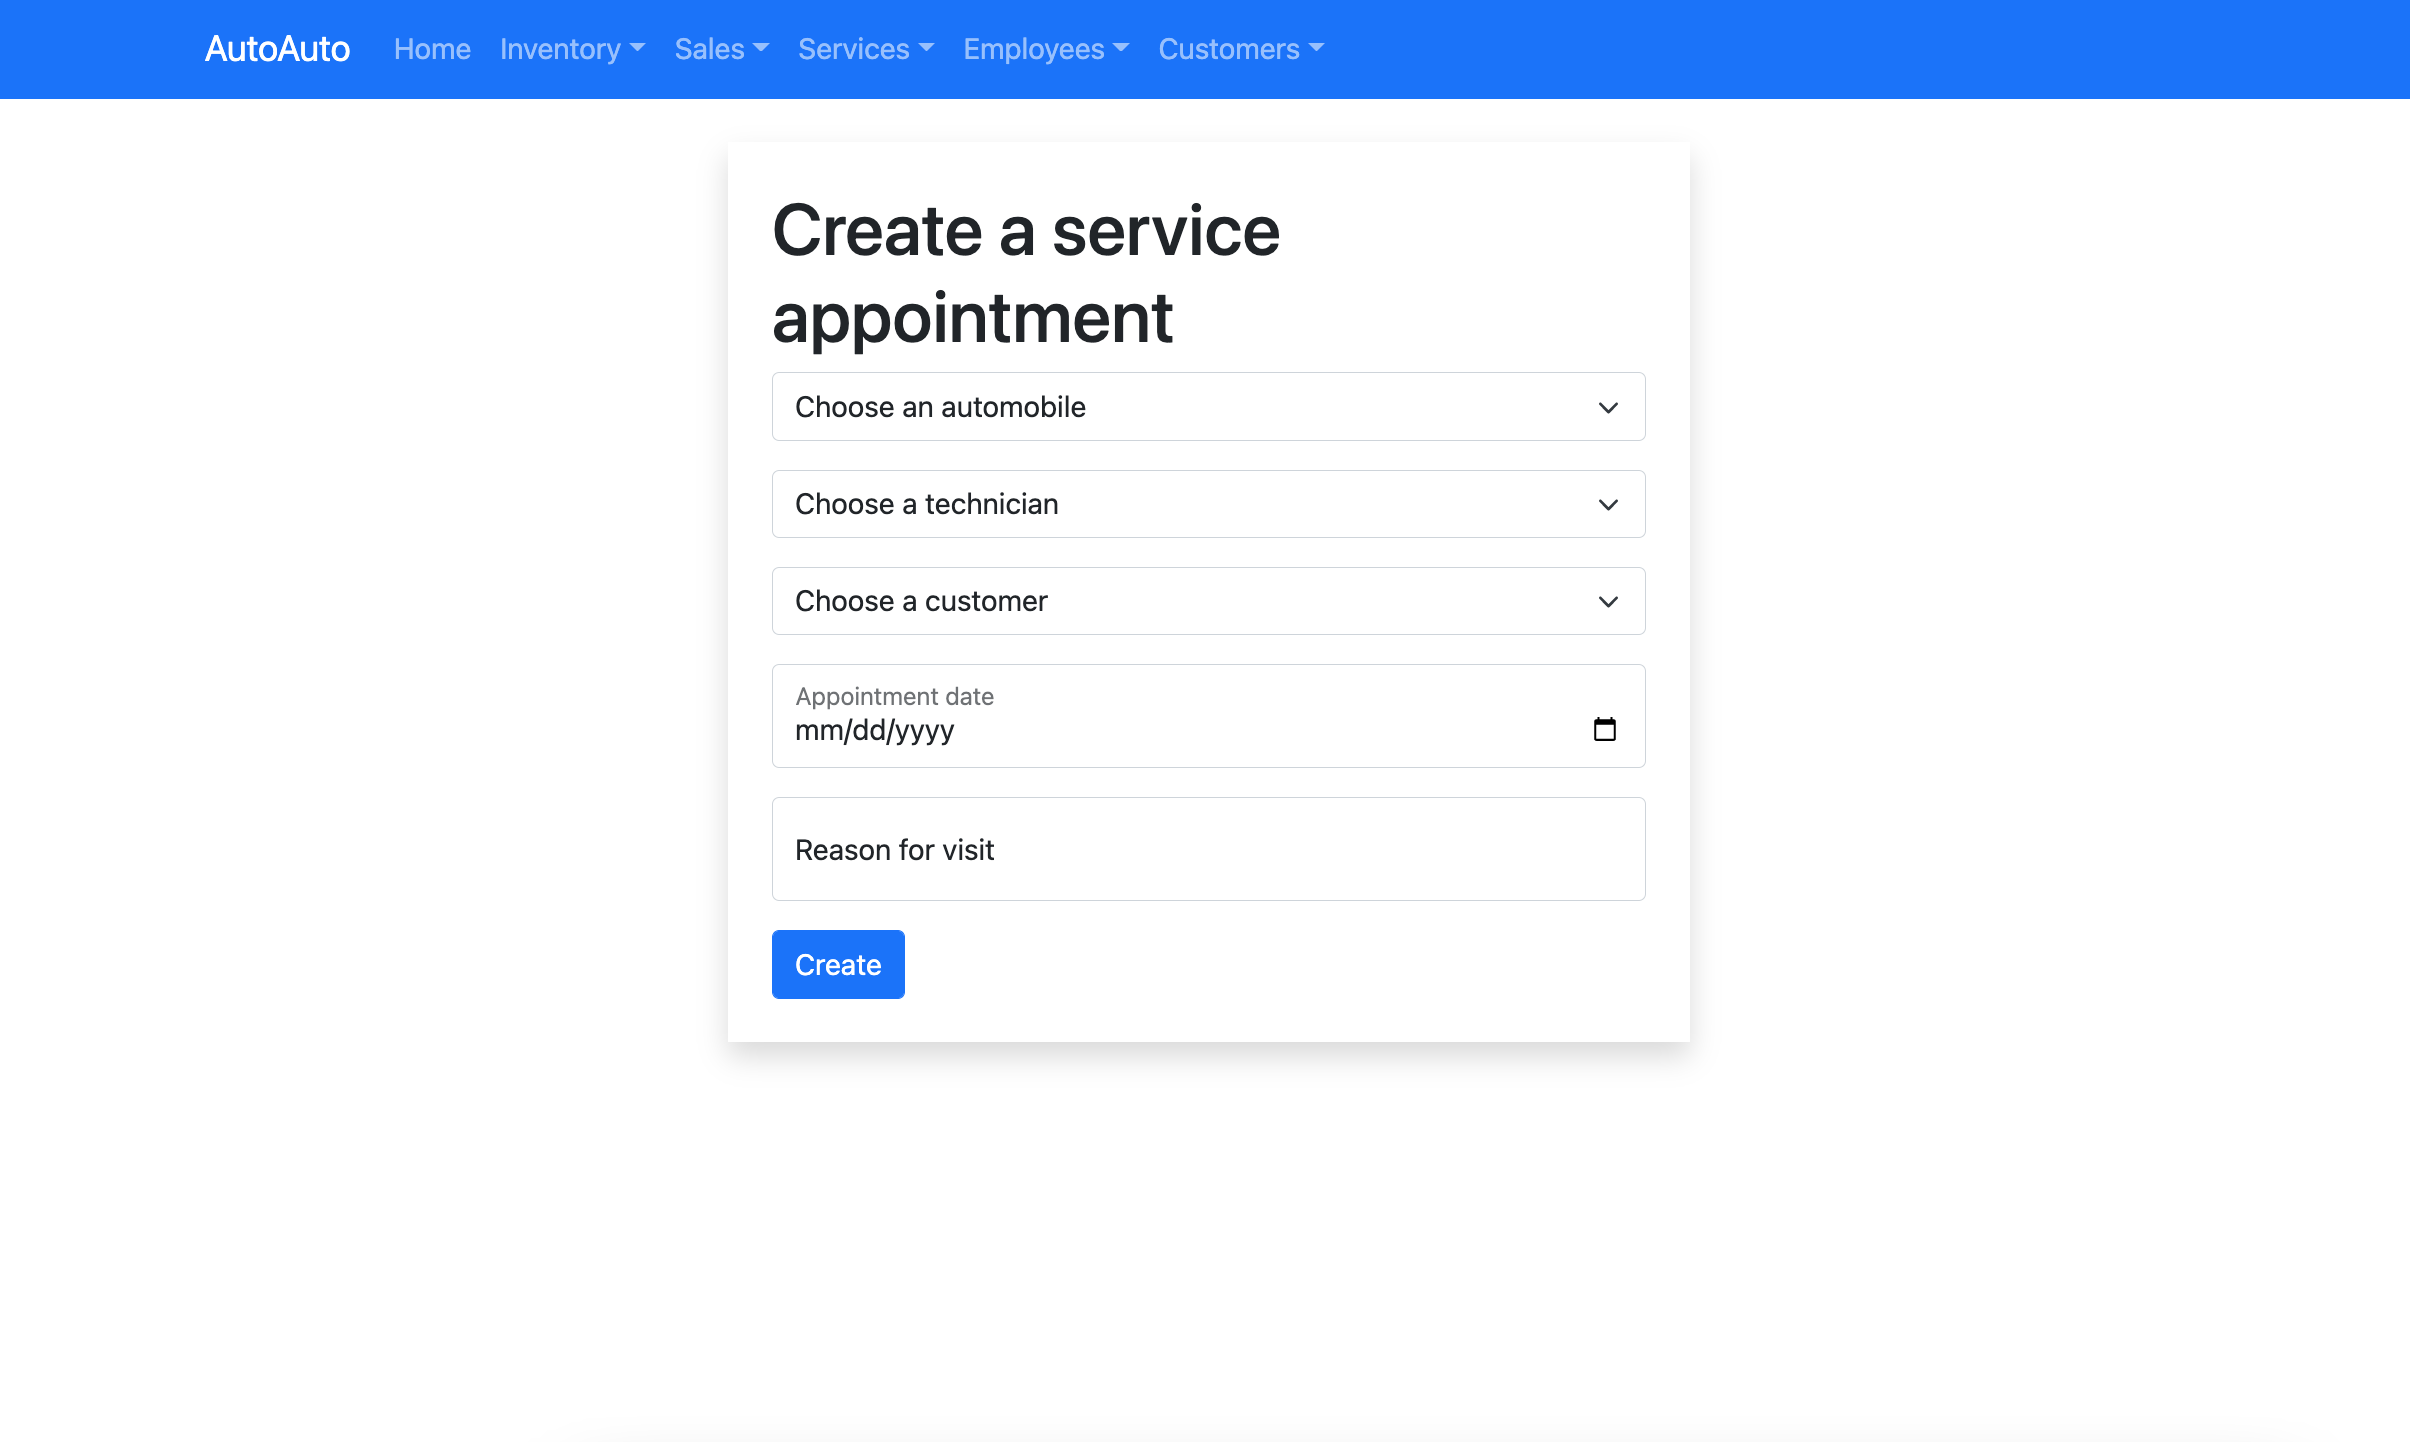 AutoAuto Home Inventory Sales Services Employees Customers
Create a service
appointment
Choose an automobile
Choose a technician
Choose a customer
Appointment date
mm/dd/yyyy
Reason for visit
Create